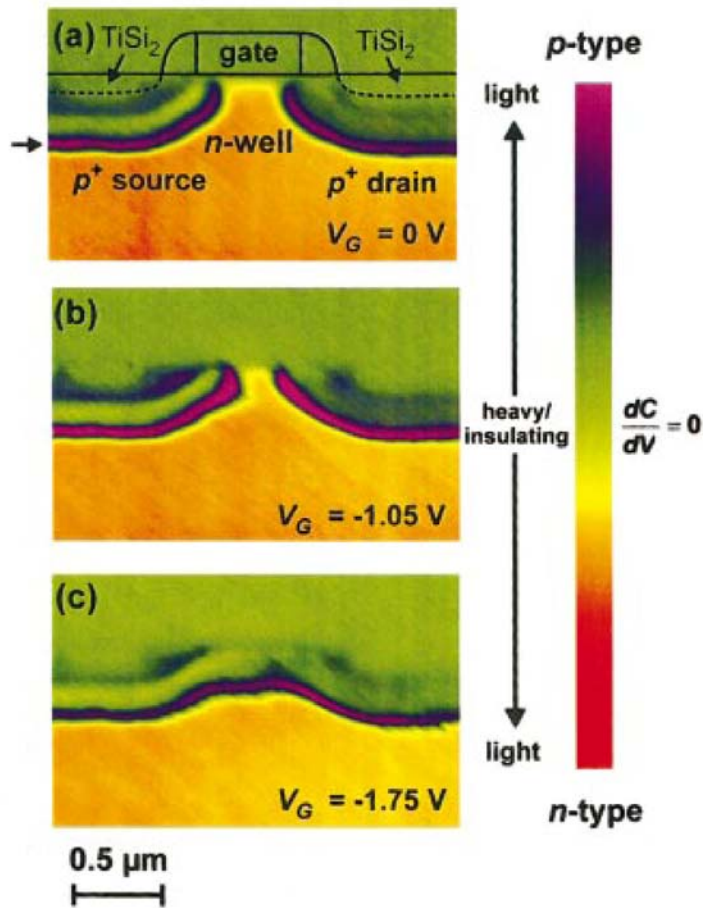 (a)
TiSi₂
gate
TiSi₂
n-well
p⁺ source
p⁺ drain
V_G = 0 V
(b)
V_G = -1.05 V
(c)
V_G = -1.75 V
0.5 µm
p-type
light
heavy/
insulating
dC/dV = 0
light
n-type